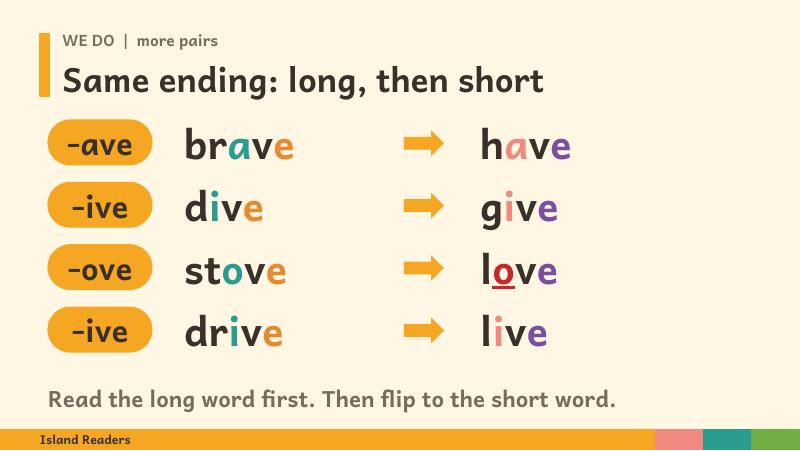 WE DO | more pairs
Same ending: long, then short
-ave brave have
-ive dive give
-ove stove love
-ive drive live
Read the long word first. Then flip to the short word.
Island Readers